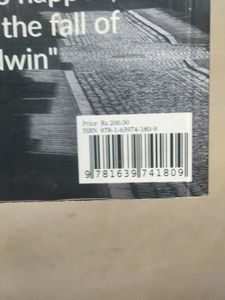 the fall of
dwin"
Price Rs 200.00
ISBN 978-1-63974-180-9
9 781639 741809